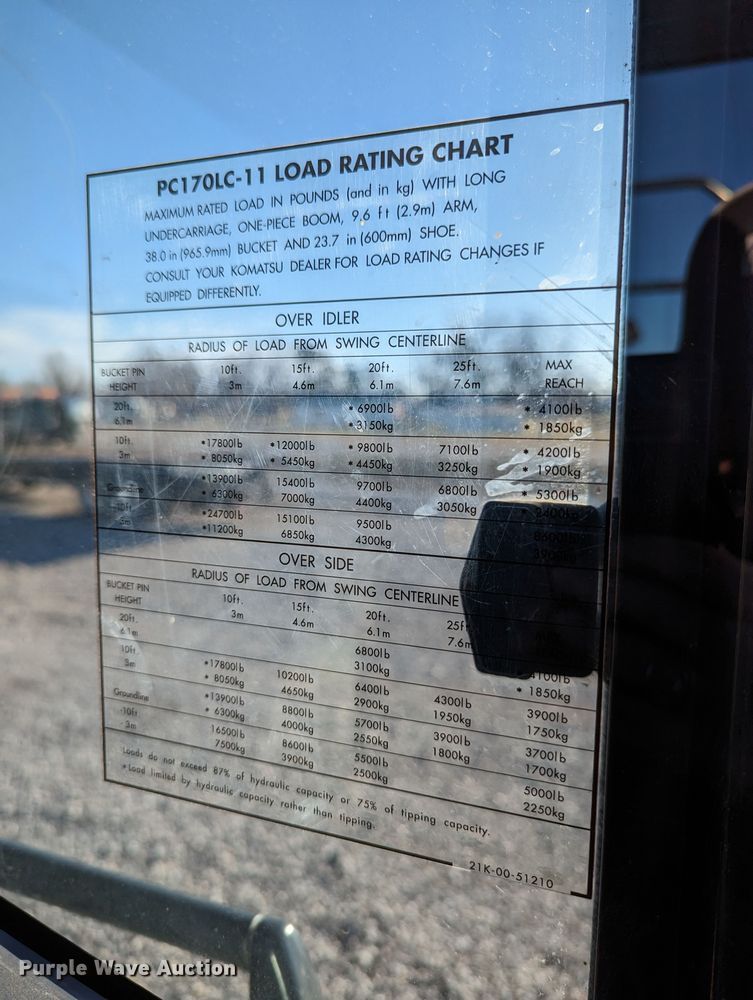 PC170LC-11 LOAD RATING CHART
MAXIMUM RATED LOAD IN POUNDS (and in kg) WITH LONG
UNDERCARRIAGE, ONE-PIECE BOOM, 9.6 ft (2.9m) ARM,
38.0 in (965.9mm) BUCKET AND 23.7 in (600mm) SHOE.
CONSULT YOUR KOMATSU DEALER FOR LOAD RATING CHANGES IF
EQUIPPED DIFFERENTLY.
OVER IDLER
RADIUS OF LOAD FROM SWING CENTERLINE
BUCKET PIN 10ft. 15ft. 20ft. 25ft. MAX
HEIGHT 3m 4.6m 6.1m 7.6m REACH
20ft. * 6900lb * 4100lb
6.1m * 3150kg * 1850kg
10ft. *17800lb *12000lb * 9800lb 7100lb * 4200lb
3m * 8050kg * 5450kg * 4450kg 3250kg * 1900kg
Groundline *13900lb 15400lb 9700lb 6800lb * 5300lb
* 6300kg 7000kg 4400kg 3050kg * 2400kg
-10ft. *24700lb 15100lb 9500lb 8600lb
-3m *11200kg 6850kg 4300kg
OVER SIDE
RADIUS OF LOAD FROM SWING CENTERLINE
BUCKET PIN 10ft. 15ft. 20ft. 25f
HEIGHT 3m 4.6m 6.1m 7.6m
20ft. 6800lb 4100lb
6.1m 3100kg * 1850kg
10ft. *17800lb 10200lb 6400lb 4300lb 3900lb
3m * 8050kg 4650kg 2900kg 1950kg 1750kg
Groundline *13900lb 8800lb 5700lb 3900lb 3700lb
* 6300kg 4000kg 2550kg 1800kg 1700kg
-10ft. 16500lb 8600lb 5500lb 5000lb
-3m 7500kg 3900kg 2500kg 2250kg
Loads do not exceed 87% of hydraulic capacity or 75% of tipping capacity.
*Load limited by hydraulic capacity rather than tipping.
21K-00-51210
Purple Wave Auction